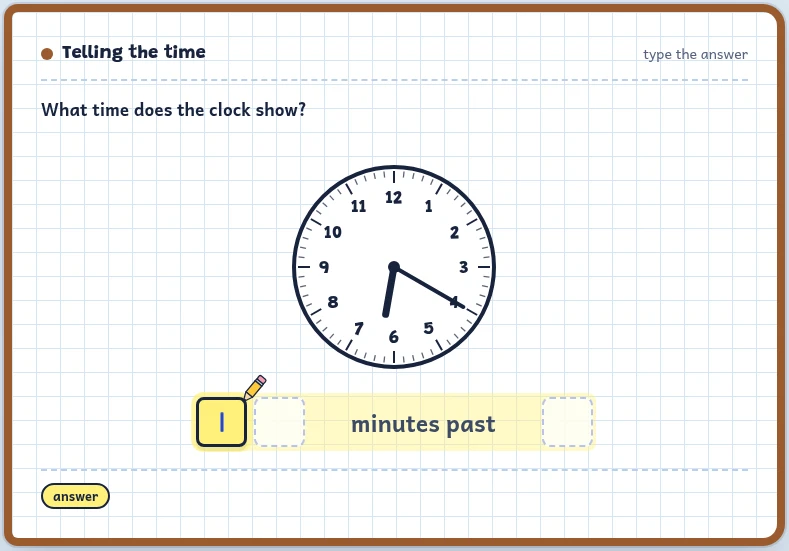 Telling the time
type the answer
What time does the clock show?
12
11 1
10 2
9 3
8 4
7 5
6
minutes past
answer